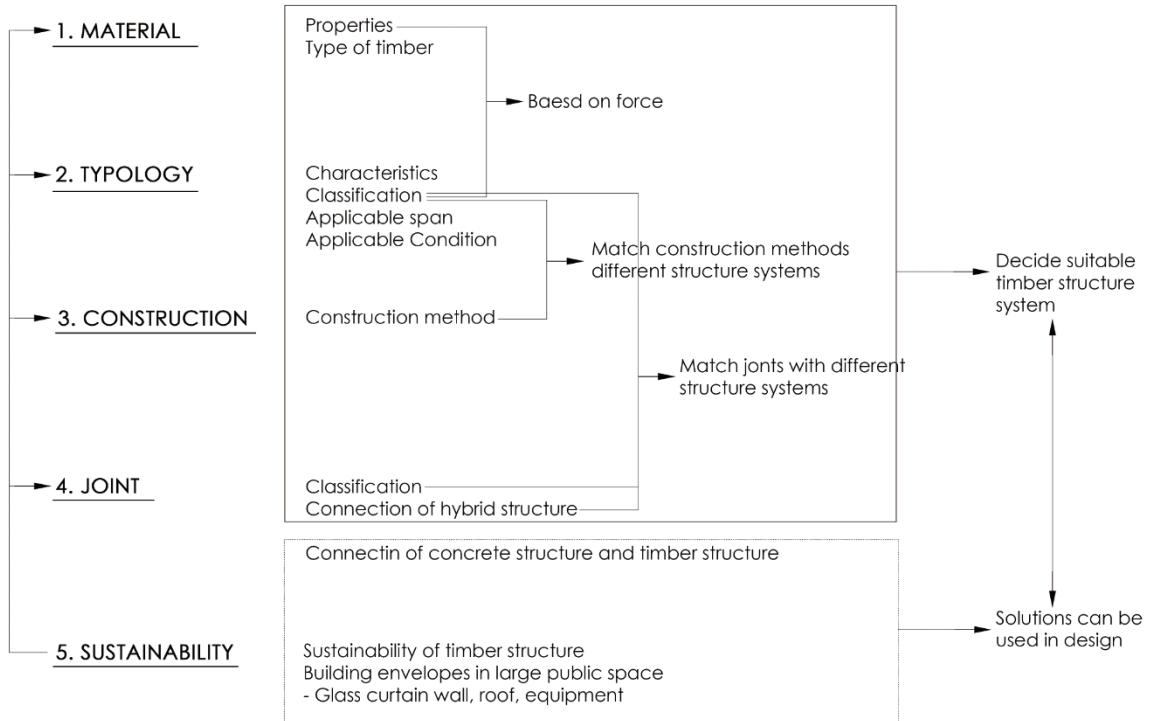 1. MATERIAL
Properties
Type of timber
Baesd on force
2. TYPOLOGY
Characteristics
Classification
Applicable span
Applicable Condition
Match construction methods
different structure systems
Decide suitable
timber structure
system
3. CONSTRUCTION
Construction method
Match jonts with different
structure systems
4. JOINT
Classification
Connection of hybrid structure
Connectin of concrete structure and timber structure
Solutions can be
used in design
5. SUSTAINABILITY
Sustainability of timber structure
Building envelopes in large public space
- Glass curtain wall, roof, equipment